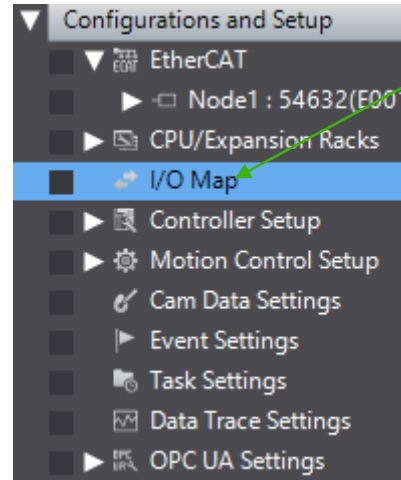 Configurations and Setup
EtherCAT
Node1 : 54632(E001
CPU/Expansion Racks
I/O Map
Controller Setup
Motion Control Setup
Cam Data Settings
Event Settings
Task Settings
Data Trace Settings
OPC UA Settings